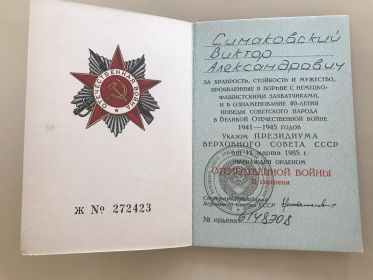 ОТЕЧЕСТВЕННАЯ ВОЙНА
Ж № 272423
Симаковский
Виктор
Александрович
ЗА ХРАБРОСТЬ, СТОЙКОСТЬ И МУЖЕСТВО,
ПРОЯВЛЕННЫЕ В БОРЬБЕ С НЕМЕЦКО-
ФАШИСТСКИМИ ЗАХВАТЧИКАМИ,
И В ОЗНАМЕНОВАНИЕ 40-ЛЕТИЯ
ПОБЕДЫ СОВЕТСКОГО НАРОДА
В ВЕЛИКОЙ ОТЕЧЕСТВЕННОЙ ВОЙНЕ
1941—1945 ГОДОВ
УКАЗОМ ПРЕЗИДИУМА
ВЕРХОВНОГО СОВЕТА СССР
ОТ 11 марта 1985 г.
НАГРАЖДЕН ОРДЕНОМ
ОТЕЧЕСТВЕННОЙ ВОЙНЫ
II степени
Секретарь Президиума
Верховного Совета СССР
№ ордена 6148708